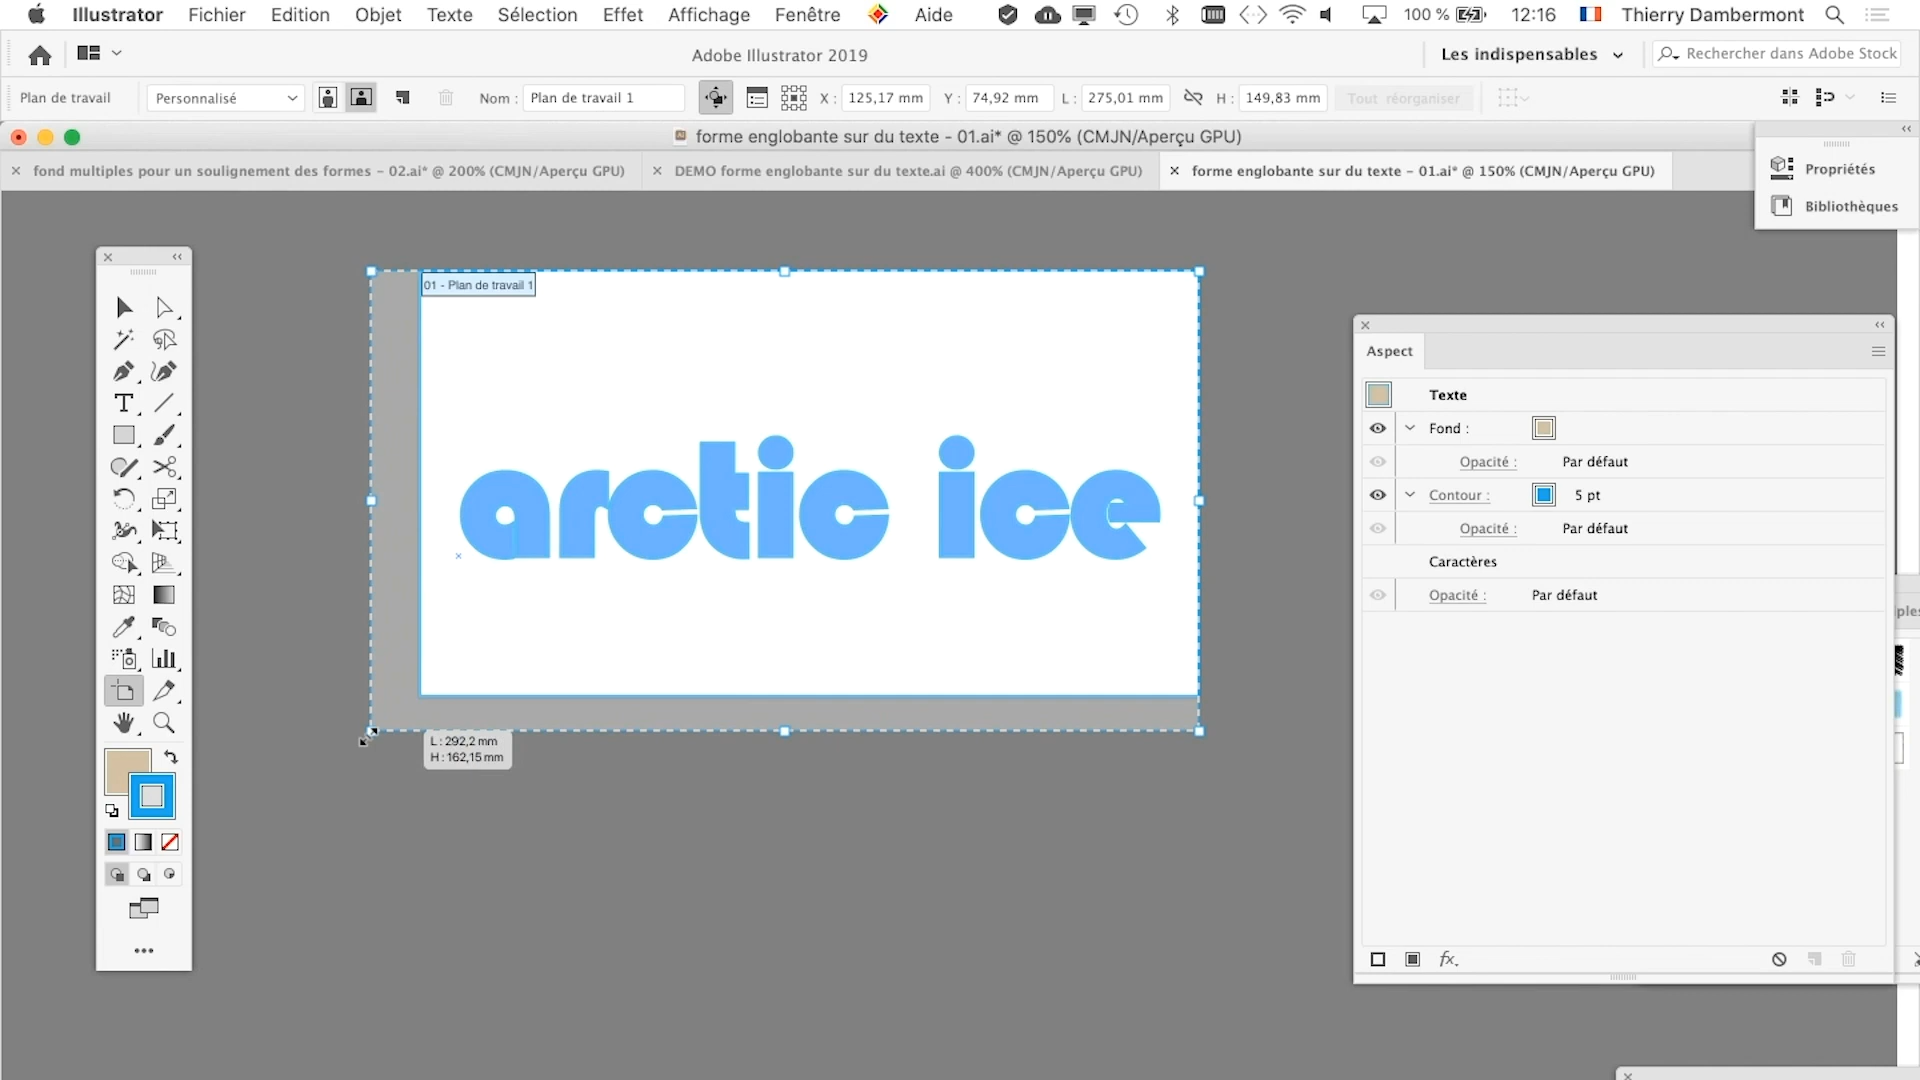 Illustrator Fichier Edition Objet Texte Sélection Effet Affichage Fenêtre Aide 100 % 12:16 Thierry Dambermont
Adobe Illustrator 2019 Les indispensables Rechercher dans Adobe Stock
Plan de travail Personnalisé Nom : Plan de travail 1 X : 125,17 mm Y : 74,92 mm L : 275,01 mm H : 149,83 mm Tout réorganiser
forme englobante sur du texte - 01.ai* @ 150% (CMJN/Aperçu GPU)
fond multiples pour un soulignement des formes - 02.ai* @ 200% (CMJN/Aperçu GPU) DEMO forme englobante sur du texte.ai @ 400% (CMJN/Aperçu GPU) forme englobante sur du texte - 01.ai* @ 150% (CMJN/Aperçu GPU)
Propriétés
Bibliothèques
01 - Plan de travail 1
arctic ice
L : 292,2 mm
H : 162,15 mm
Aspect
Texte
Fond :
Opacité : Par défaut
Contour : 5 pt
Opacité : Par défaut
Caractères
Opacité : Par défaut
fx